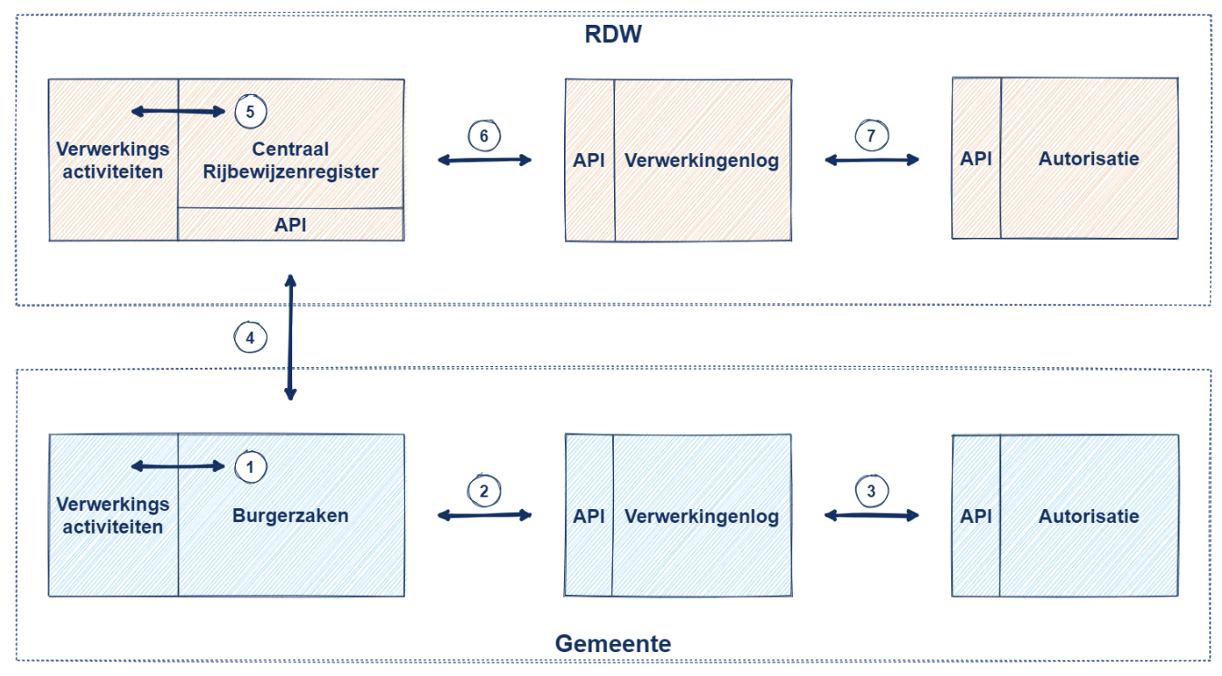 RDW
5
Verwerkings
activiteiten
Centraal
Rijbewijzenregister
API
6
API
Verwerkingenlog
7
API
Autorisatie
4
1
Verwerkings
activiteiten
Burgerzaken
2
API
Verwerkingenlog
3
API
Autorisatie
Gemeente